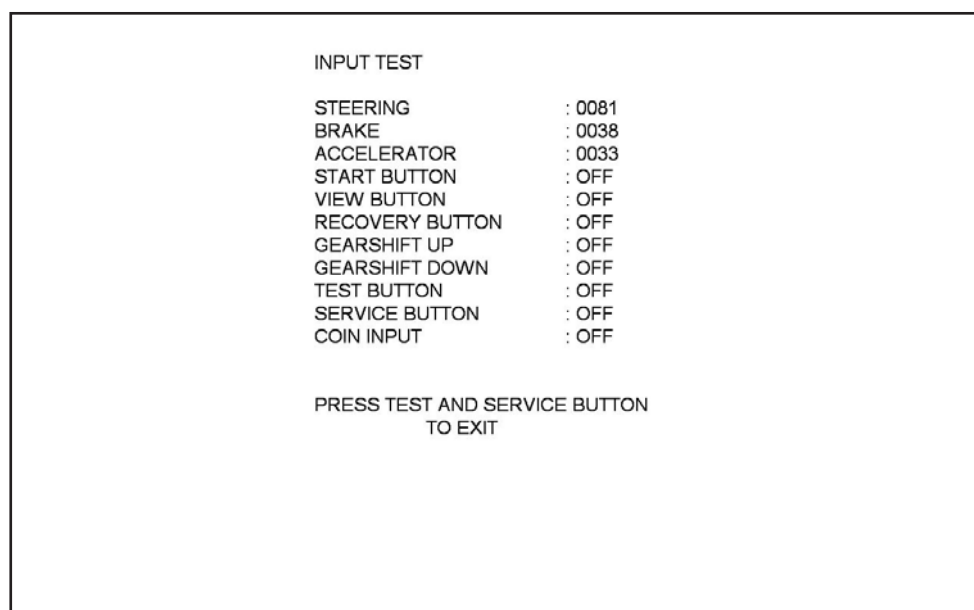 INPUT TEST
STEERING : 0081
BRAKE : 0038
ACCELERATOR : 0033
START BUTTON : OFF
VIEW BUTTON : OFF
RECOVERY BUTTON : OFF
GEARSHIFT UP : OFF
GEARSHIFT DOWN : OFF
TEST BUTTON : OFF
SERVICE BUTTON : OFF
COIN INPUT : OFF
PRESS TEST AND SERVICE BUTTON
TO EXIT